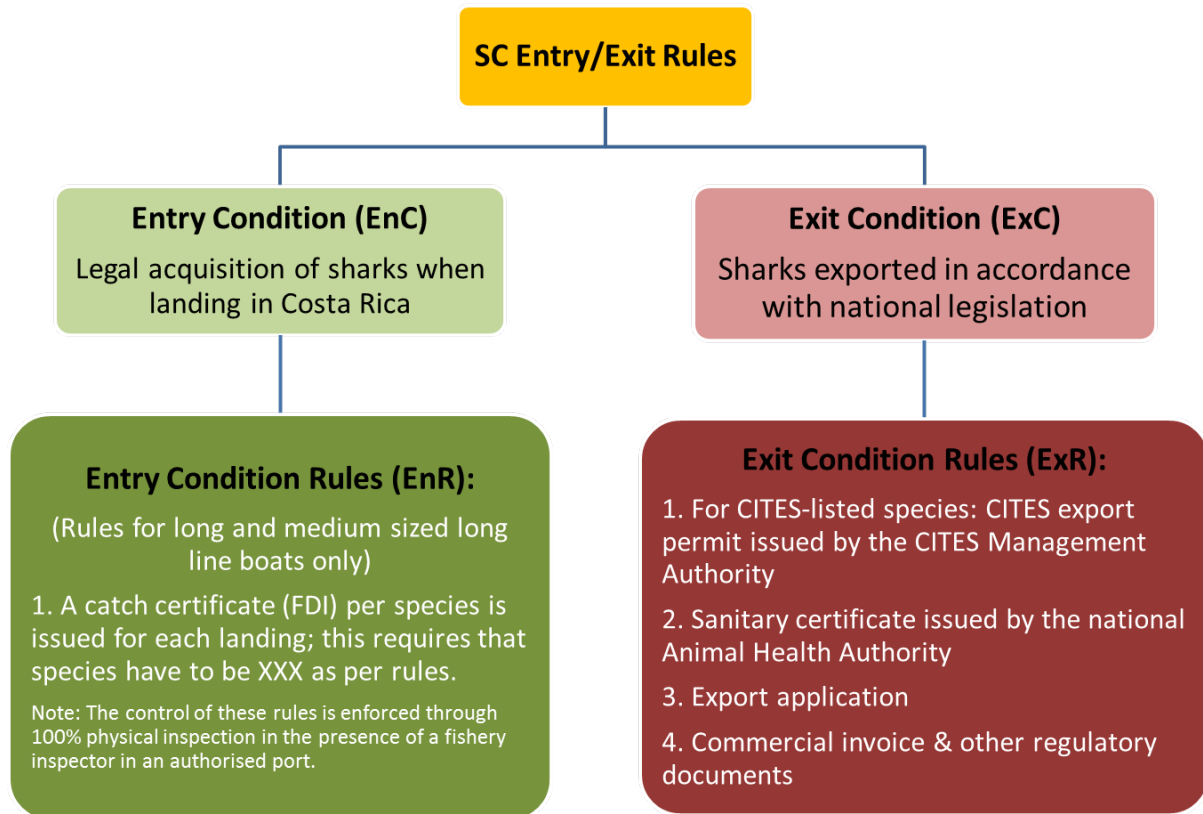 SC Entry/Exit Rules
Entry Condition (EnC)
Legal acquisition of sharks when
landing in Costa Rica
Exit Condition (ExC)
Sharks exported in accordance
with national legislation
Entry Condition Rules (EnR):
(Rules for long and medium sized long
line boats only)
1. A catch certificate (FDI) per species is
issued for each landing; this requires that
species have to be XXX as per rules.
Note: The control of these rules is enforced through
100% physical inspection in the presence of a fishery
inspector in an authorised port.
Exit Condition Rules (ExR):
1. For CITES-listed species: CITES export
permit issued by the CITES Management
Authority
2. Sanitary certificate issued by the national
Animal Health Authority
3. Export application
4. Commercial invoice & other regulatory
documents